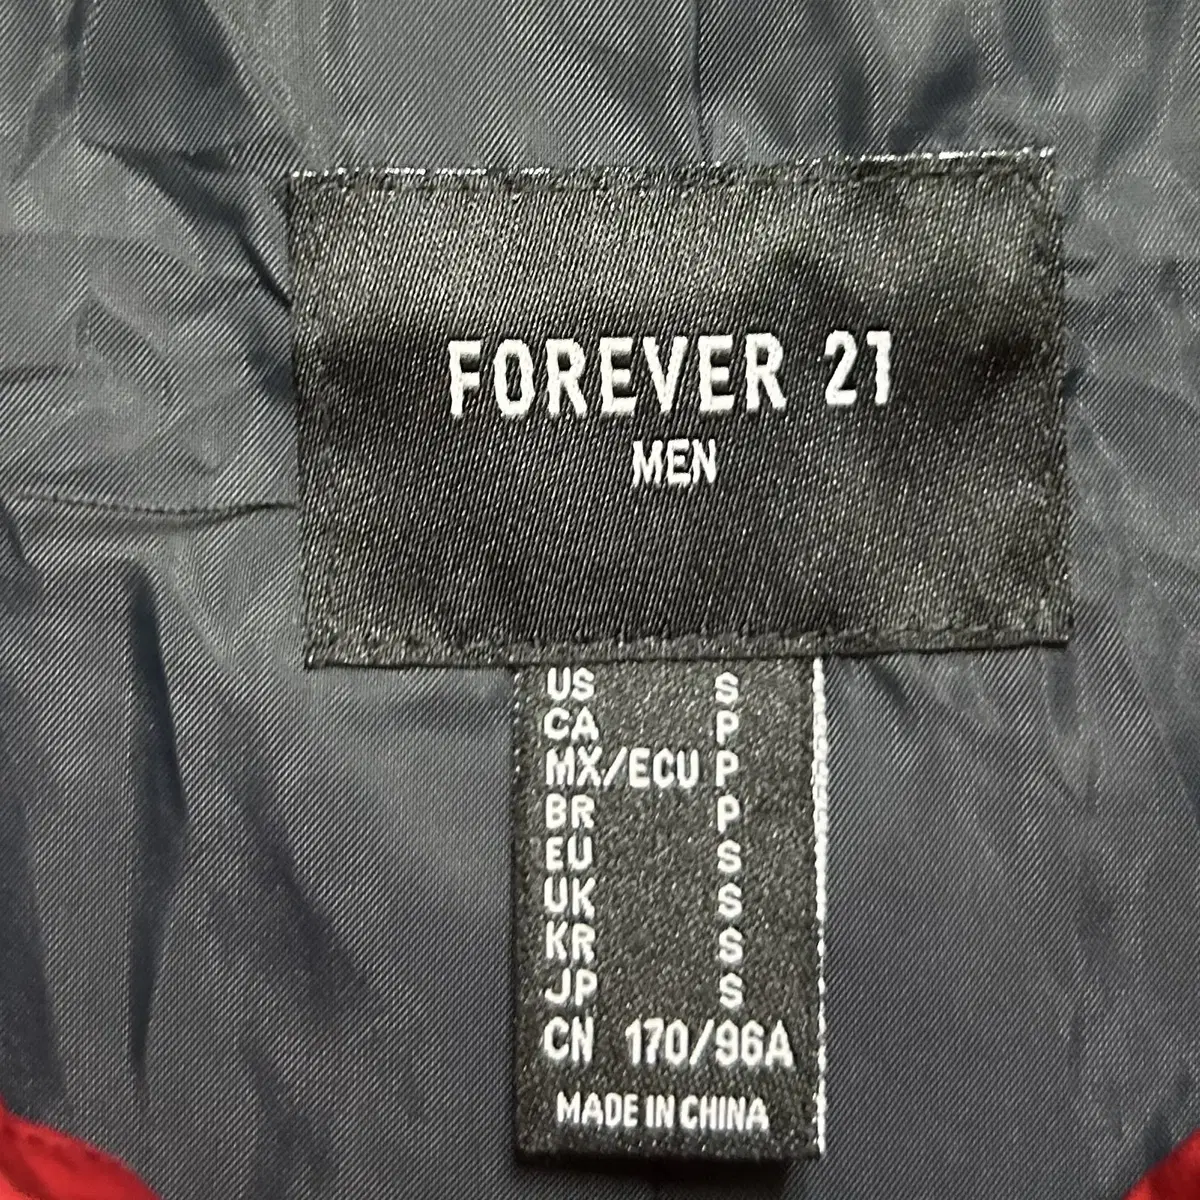 FOREVER 21
MEN
US S
CA P
MX/ECU P
BR P
EU S
UK S
KR S
JP S
CN 170/96A
MADE IN CHINA